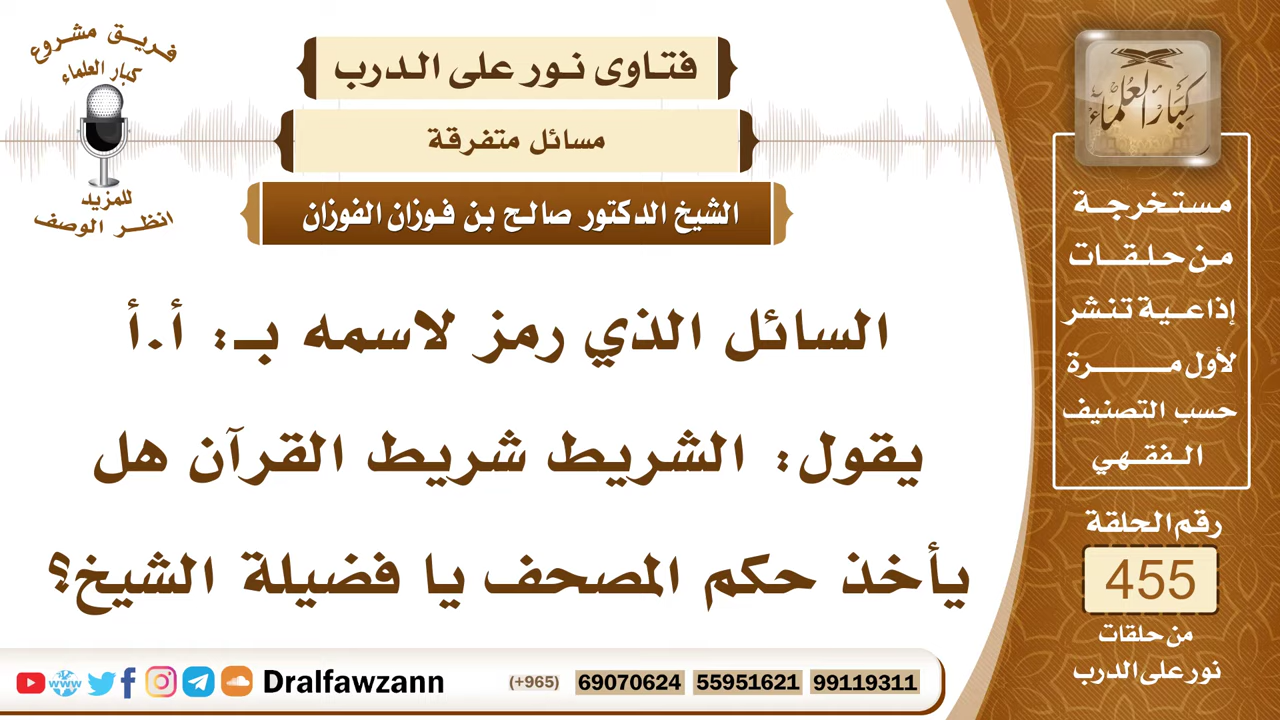 فريق مشروع
كبار العلماء
للمزيد
انظر الوصف
فتاوى نور على الدرب
مسائل متفرقة
الشيخ الدكتور صالح بن فوزان الفوزان
السائل الذي رمز لاسمه بـ: أ.أ
يقول: الشريط شريط القرآن هل
يأخذ حكم المصحف يا فضيلة الشيخ؟
كبار العلماء
مستخرجة
من حلقات
إذاعية تنشر
لأول مرة
حسب التصنيف
الفقهي
رقم الحلقة
455
من حلقات
نور على الدرب
www Dralfawzann (+965) 69070624 55951621 99119311